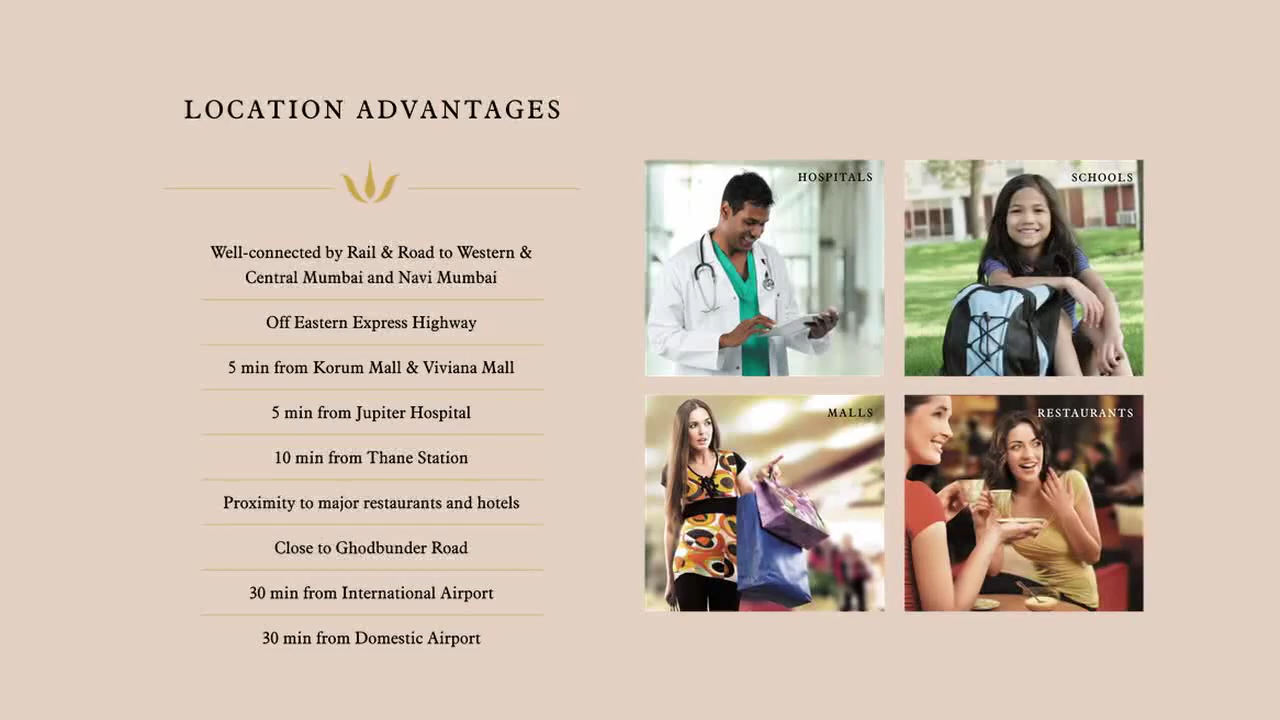 LOCATION ADVANTAGES
Well-connected by Rail & Road to Western &
Central Mumbai and Navi Mumbai
Off Eastern Express Highway
5 min from Korum Mall & Viviana Mall
5 min from Jupiter Hospital
10 min from Thane Station
Proximity to major restaurants and hotels
Close to Ghodbunder Road
30 min from International Airport
30 min from Domestic Airport
HOSPITALS
SCHOOLS
MALLS
RESTAURANTS